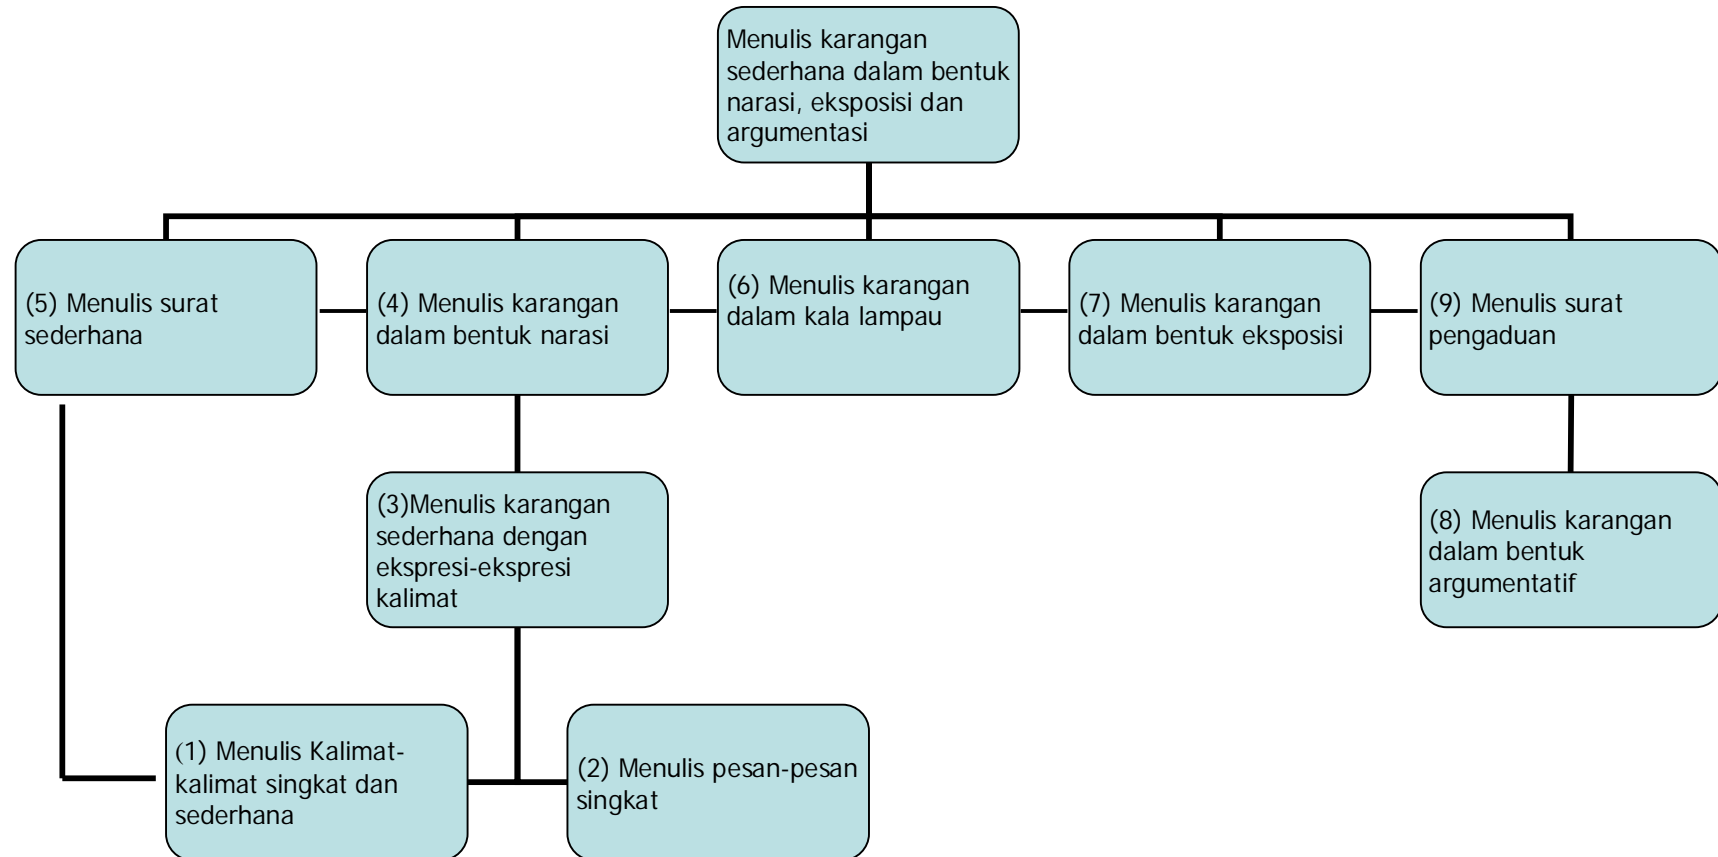 Menulis karangan
sederhana dalam bentuk
narasi, eksposisi dan
argumentasi
(5) Menulis surat
sederhana
(4) Menulis karangan
dalam bentuk narasi
(6) Menulis karangan
dalam kala lampau
(7) Menulis karangan
dalam bentuk eksposisi
(9) Menulis surat
pengaduan
(3)Menulis karangan
sederhana dengan
ekspresi-ekspresi
kalimat
(8) Menulis karangan
dalam bentuk
argumentatif
(1) Menulis Kalimat-
kalimat singkat dan
sederhana
(2) Menulis pesan-pesan
singkat